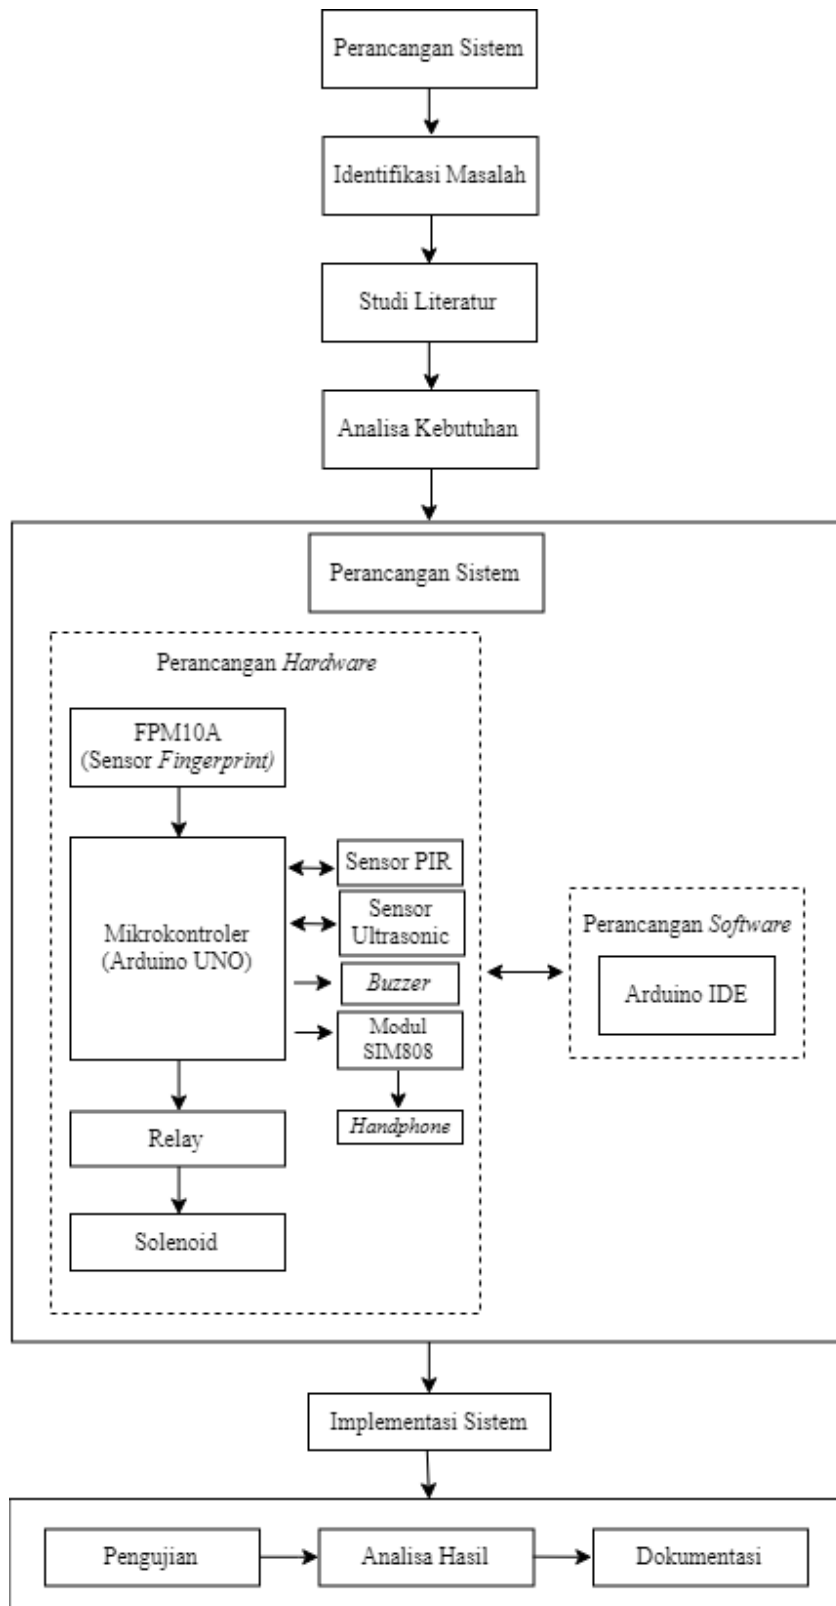 Perancangan Sistem
Identifikasi Masalah
Studi Literatur
Analisa Kebutuhan
Perancangan Sistem
Perancangan Hardware
FPM10A
(Sensor Fingerprint)
Mikrokontroler
(Arduino UNO)
Sensor PIR
Sensor
Ultrasonic
Buzzer
Modul
SIM808
Handphone
Relay
Solenoid
Perancangan Software
Arduino IDE
Implementasi Sistem
Pengujian
Analisa Hasil
Dokumentasi